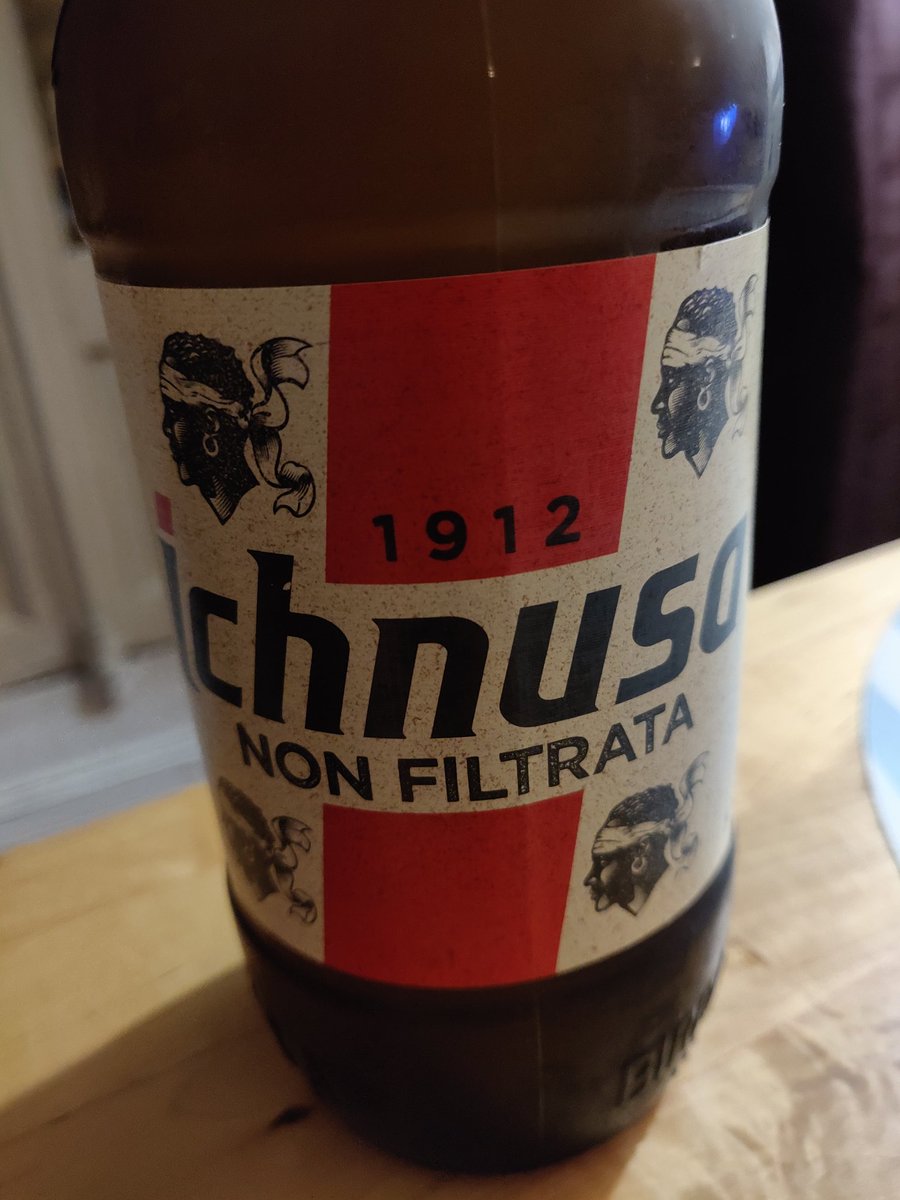 1912
ichnusa
NON FILTRATA